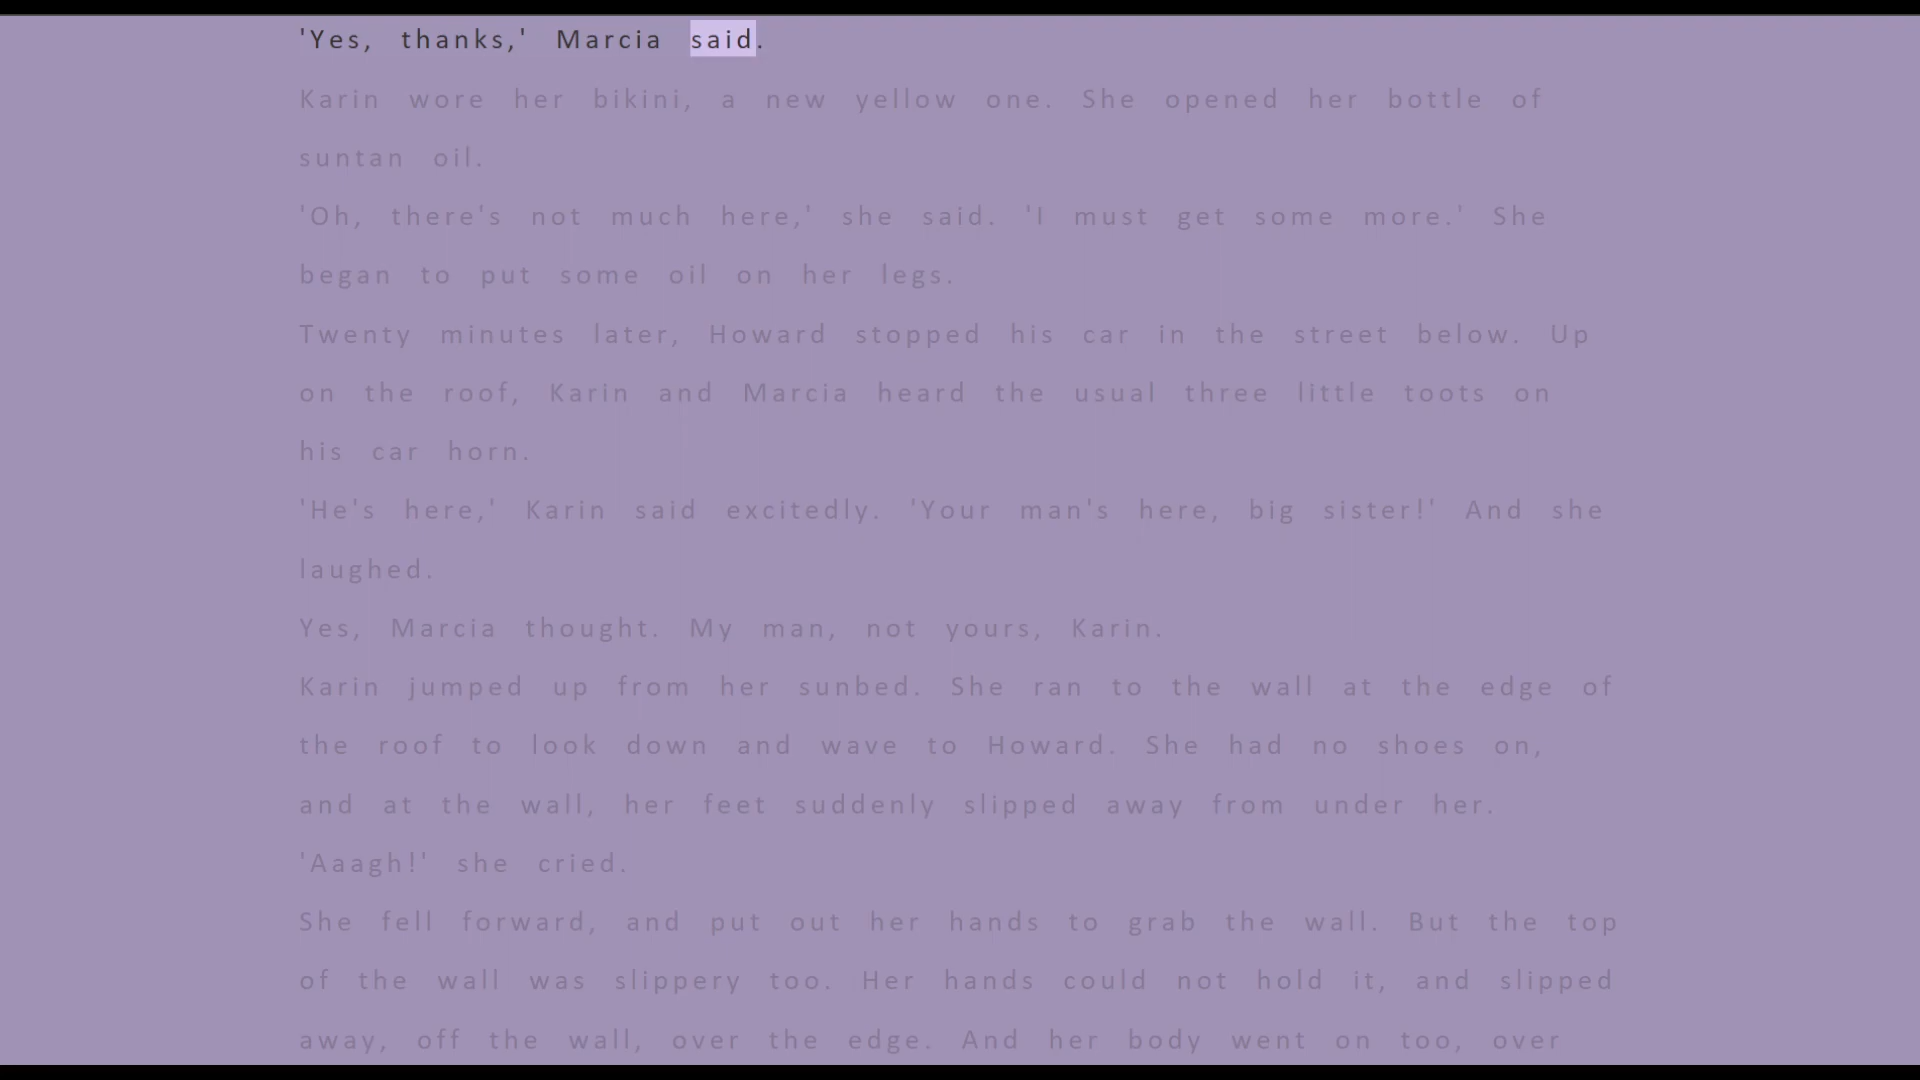 'Yes, thanks,' Marcia said.
Karin wore her bikini, a new yellow one. She opened her bottle of
suntan oil.
'Oh, there's not much here,' she said. 'I must get some more.' She
began to put some oil on her legs.
Twenty minutes later, Howard stopped his car in the street below. Up
on the roof, Karin and Marcia heard the usual three little toots on
his car horn.
'He's here,' Karin said excitedly. 'Your man's here, big sister!' And she
laughed.
Yes, Marcia thought. My man, not yours, Karin.
Karin jumped up from her sunbed. She ran to the wall at the edge of
the roof to look down and wave to Howard. She had no shoes on,
and at the wall, her feet suddenly slipped away from under her.
'Aaagh!' she cried.
She fell forward, and put out her hands to grab the wall. But the top
of the wall was slippery too. Her hands could not hold it, and slipped
away, off the wall, over the edge. And her body went on too, over